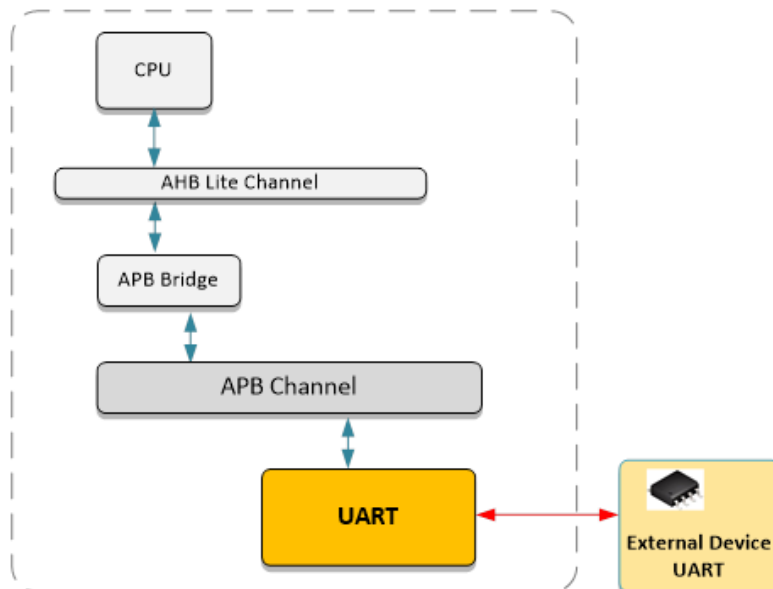 CPU
AHB Lite Channel
APB Bridge
APB Channel
UART
External Device
UART